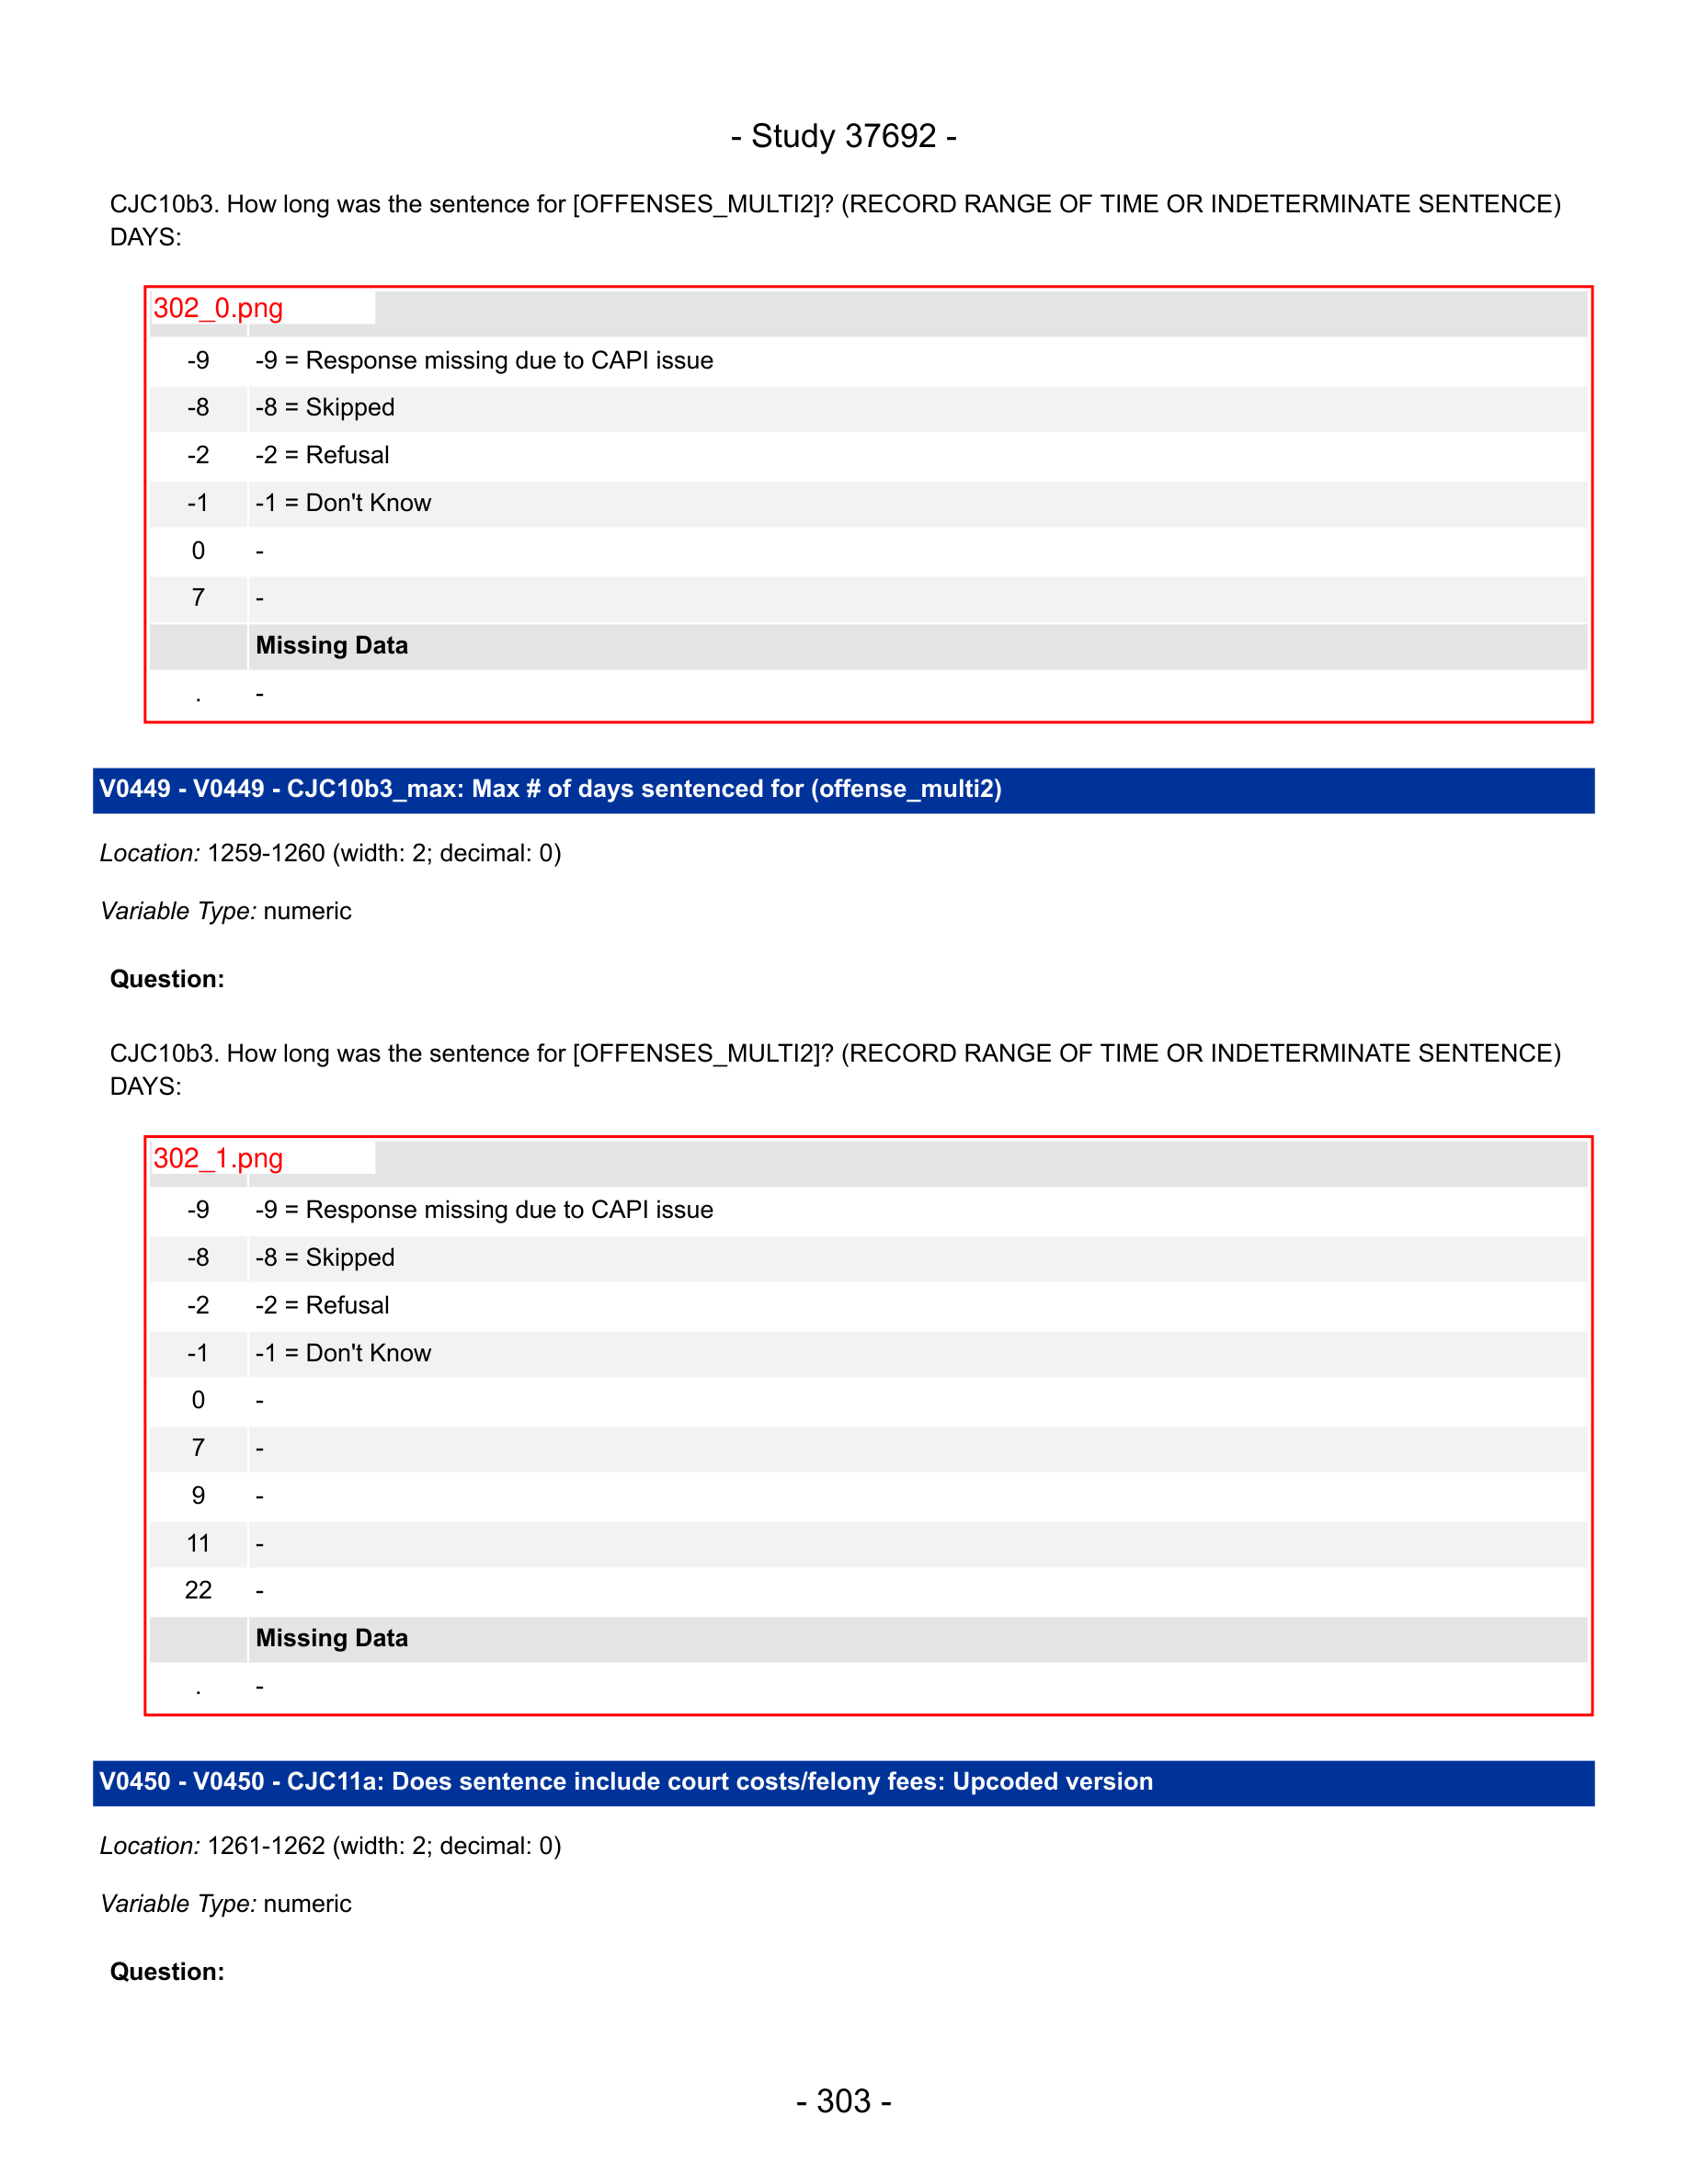 - Study 37692 -
CJC10b3. How long was the sentence for [OFFENSES_MULTI2]? (RECORD RANGE OF TIME OR INDETERMINATE SENTENCE)
DAYS:
302_0.png
-9 -9 = Response missing due to CAPI issue
-8 -8 = Skipped
-2 -2 = Refusal
-1 -1 = Don't Know
0 -
7 -
Missing Data
. -
V0449 - V0449 - CJC10b3_max: Max # of days sentenced for (offense_multi2)
Location: 1259-1260 (width: 2; decimal: 0)
Variable Type: numeric
Question:
CJC10b3. How long was the sentence for [OFFENSES_MULTI2]? (RECORD RANGE OF TIME OR INDETERMINATE SENTENCE)
DAYS:
302_1.png
-9 -9 = Response missing due to CAPI issue
-8 -8 = Skipped
-2 -2 = Refusal
-1 -1 = Don't Know
0 -
7 -
9 -
11 -
22 -
Missing Data
. -
V0450 - V0450 - CJC11a: Does sentence include court costs/felony fees: Upcoded version
Location: 1261-1262 (width: 2; decimal: 0)
Variable Type: numeric
Question:
- 303 -